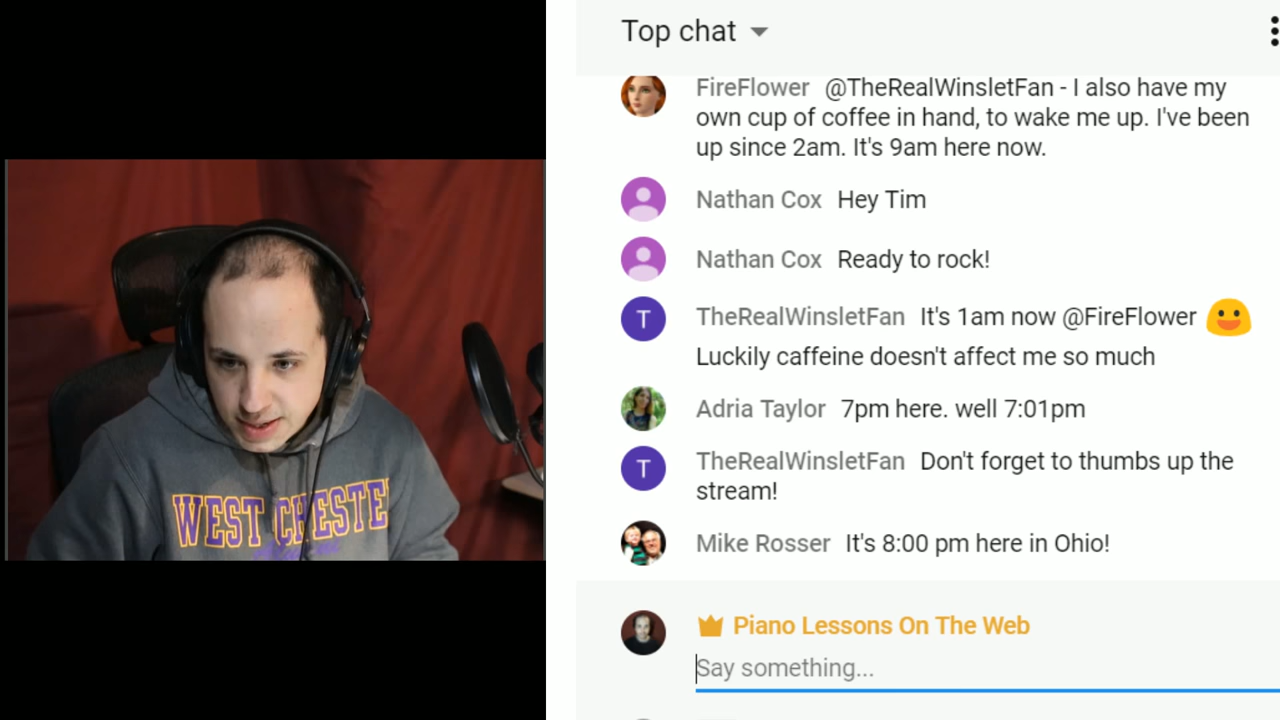 Top chat
FireFlower @TheRealWinsletFan - I also have my
own cup of coffee in hand, to wake me up. I've been
up since 2am. It's 9am here now.
Nathan Cox Hey Tim
Nathan Cox Ready to rock!
T TheRealWinsletFan It's 1am now @FireFlower
Luckily caffeine doesn't affect me so much
Adria Taylor 7pm here. well 7:01pm
T TheRealWinsletFan Don't forget to thumbs up the
stream!
Mike Rosser It's 8:00 pm here in Ohio!
Piano Lessons On The Web
Say something...
WEST CHESTE